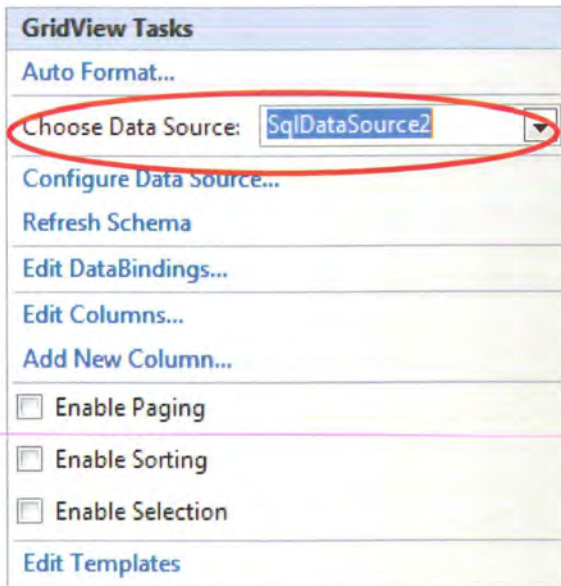 GridView Tasks
Auto Format...
Choose Data Source: SqlDataSource2
Configure Data Source...
Refresh Schema
Edit DataBindings...
Edit Columns...
Add New Column...
Enable Paging
Enable Sorting
Enable Selection
Edit Templates